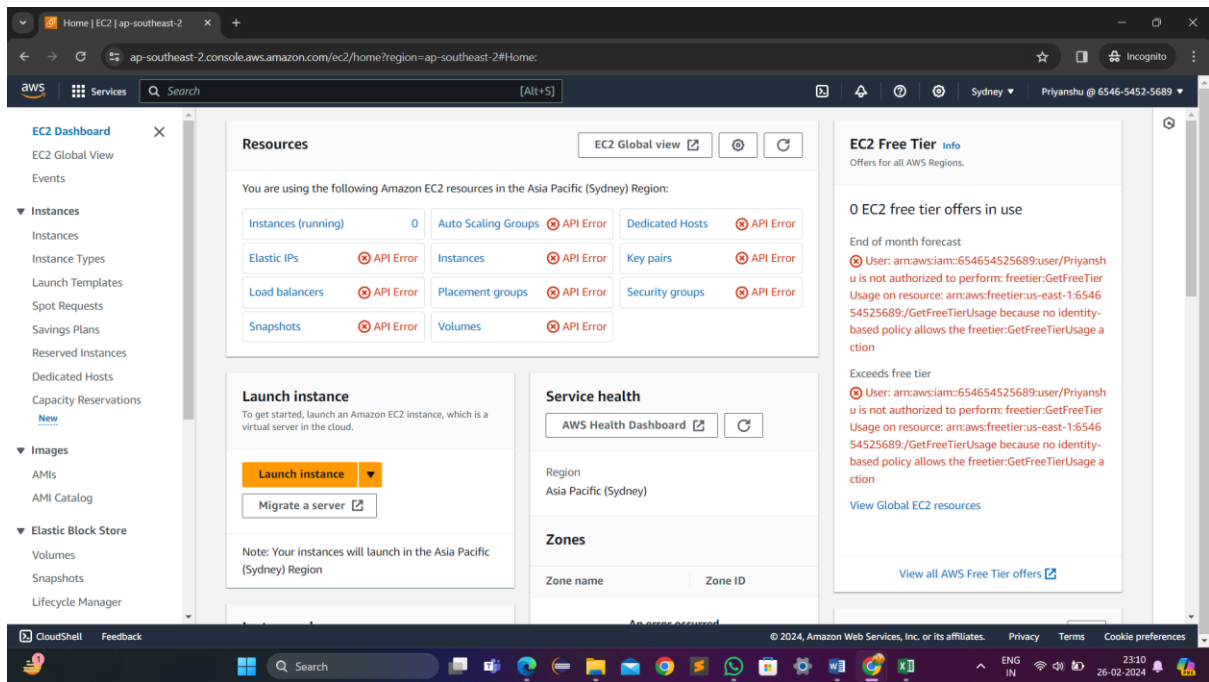 Home | EC2 | ap-southeast-2
ap-southeast-2.console.aws.amazon.com/ec2/home?region=ap-southeast-2#Home:
Incognito
aws
Services
Search
[Alt+S]
Sydney
Priyanshu @ 6546-5452-5689
EC2 Dashboard
EC2 Global View
Events
Instances
Instances
Instance Types
Launch Templates
Spot Requests
Savings Plans
Reserved Instances
Dedicated Hosts
Capacity Reservations
New
Images
AMIs
AMI Catalog
Elastic Block Store
Volumes
Snapshots
Lifecycle Manager
Resources
EC2 Global view
You are using the following Amazon EC2 resources in the Asia Pacific (Sydney) Region:
Instances (running) 0
Auto Scaling Groups API Error
Dedicated Hosts API Error
Elastic IPs API Error
Instances API Error
Key pairs API Error
Load balancers API Error
Placement groups API Error
Security groups API Error
Snapshots API Error
Volumes API Error
Launch instance
To get started, launch an Amazon EC2 instance, which is a
virtual server in the cloud.
Launch instance
Migrate a server
Note: Your instances will launch in the Asia Pacific
(Sydney) Region
Service health
AWS Health Dashboard
Region
Asia Pacific (Sydney)
Zones
Zone name Zone ID
An error occurred
EC2 Free Tier Info
Offers for all AWS Regions.
0 EC2 free tier offers in use
End of month forecast
User: arn:aws:iam::654654525689:user/Priyansh
u is not authorized to perform: freetier:GetFreeTier
Usage on resource: arn:aws:freetier:us-east-1:6546
54525689:/GetFreeTierUsage because no identity-
based policy allows the freetier:GetFreeTierUsage a
ction
Exceeds free tier
User: arn:aws:iam::654654525689:user/Priyansh
u is not authorized to perform: freetier:GetFreeTier
Usage on resource: arn:aws:freetier:us-east-1:6546
54525689:/GetFreeTierUsage because no identity-
based policy allows the freetier:GetFreeTierUsage a
ction
View Global EC2 resources
View all AWS Free Tier offers
CloudShell
Feedback
© 2024, Amazon Web Services, Inc. or its affiliates.
Privacy
Terms
Cookie preferences
1
Search
ENG
IN
23:10
26-02-2024